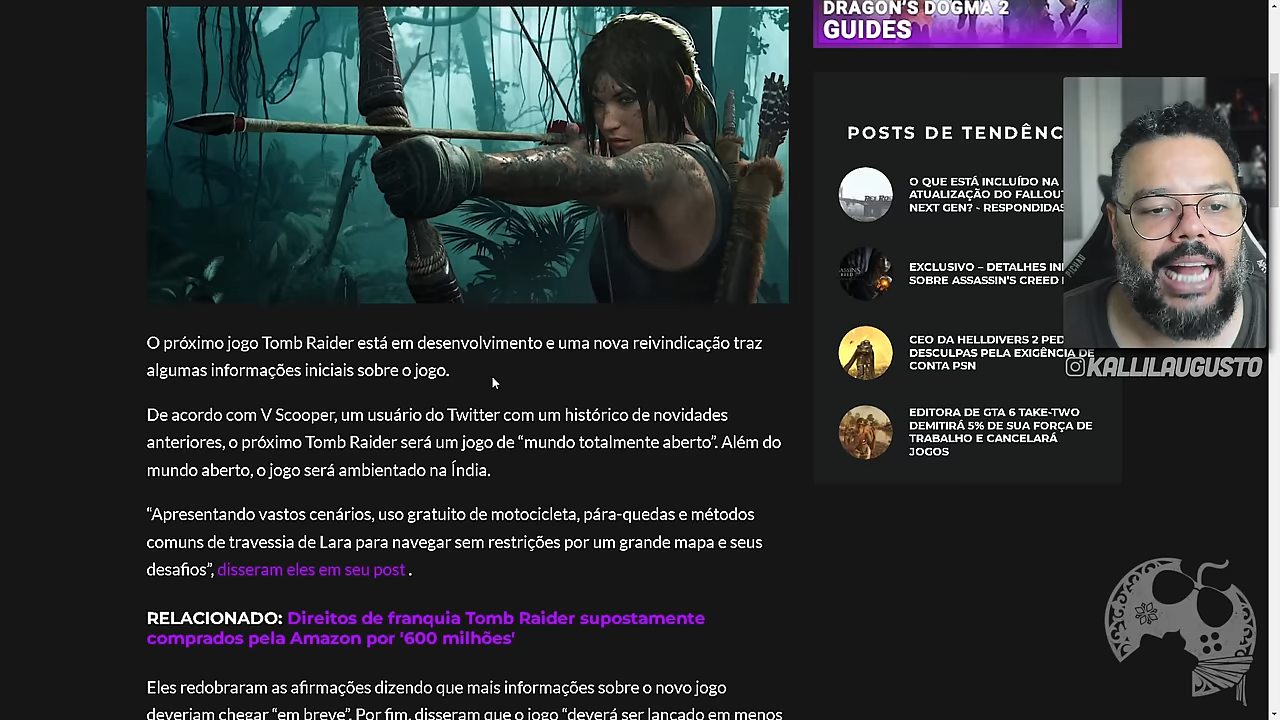 DRAGON'S DOGMA 2
GUIDES
O próximo jogo Tomb Raider está em desenvolvimento e uma nova reivindicação traz
algumas informações iniciais sobre o jogo.
De acordo com V Scooper, um usuário do Twitter com um histórico de novidades
anteriores, o próximo Tomb Raider será um jogo de “mundo totalmente aberto”. Além do
mundo aberto, o jogo será ambientado na Índia.
“Apresentando vastos cenários, uso gratuito de motocicleta, pára-quedas e métodos
comuns de travessia de Lara para navegar sem restrições por um grande mapa e seus
desafios”, disseram eles em seu post .
RELACIONADO: Direitos de franquia Tomb Raider supostamente
comprados pela Amazon por '600 milhões'
Eles redobraram as afirmações dizendo que mais informações sobre o novo jogo
deveriam chegar “em breve”. Por fim, disseram que o jogo “deverá ser lançado em menos
POSTS DE TENDÊNC
O QUE ESTÁ INCLUÍDO NA
ATUALIZAÇÃO DO FALLOUT
NEXT GEN? - RESPONDIDAS
EXCLUSIVO – DETALHES INI
SOBRE ASSASSIN'S CREED
CEO DA HELLDIVERS 2 PED
DESCULPAS PELA EXIGÊNCIA DE
CONTA PSN
EDITORA DE GTA 6 TAKE-TWO
DEMITIRÁ 5% DE SUA FORÇA DE
TRABALHO E CANCELARÁ
JOGOS
KALLILAUGUSTO